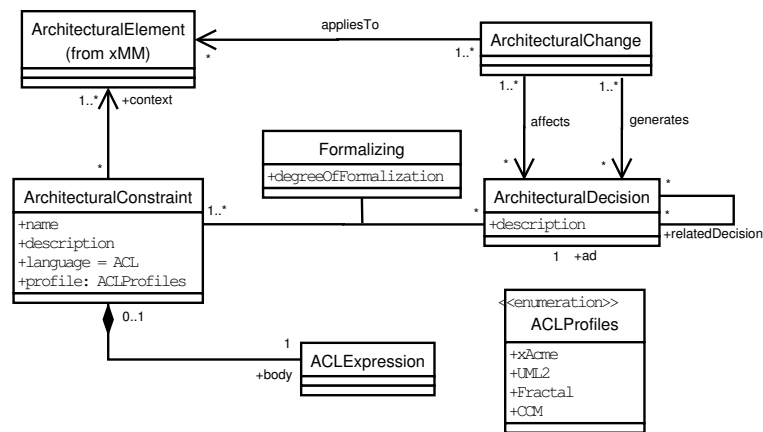 ArchitecturalElement
(from xMM)
appliesTo
*
1..*
ArchitecturalChange
1..*
+context
1..*
1..*
affects
generates
*
*
*
Formalizing
+degreeOfFormalization
ArchitecturalConstraint
+name
+description
+language = ACL
+profile: ACLProfiles
1..*
*
ArchitecturalDecision
+description
*
*
+relatedDecision
1
+ad
0..1
1
+body
ACLExpression
<<enumeration>>
ACLProfiles
+xAcme
+UML2
+Fractal
+CCM